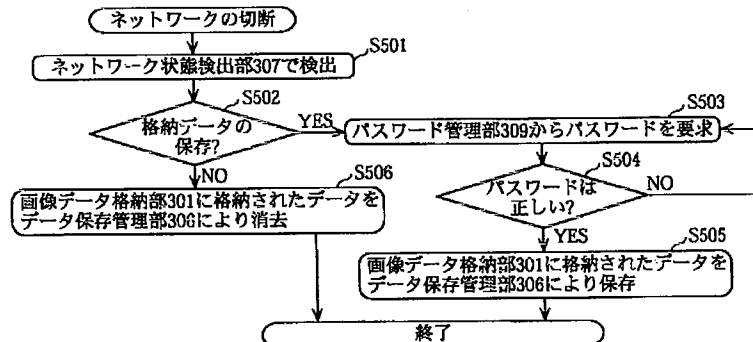 ネットワークの切断
S501
ネットワーク状態検出部307で検出
S502
格納データの
保存?
YES
NO
S503
パスワード管理部309からパスワードを要求
S504
パスワードは
正しい?
NO
YES
S506
画像データ格納部301に格納されたデータを
データ保存管理部306により消去
S505
画像データ格納部301に格納されたデータを
データ保存管理部306により保存
終了